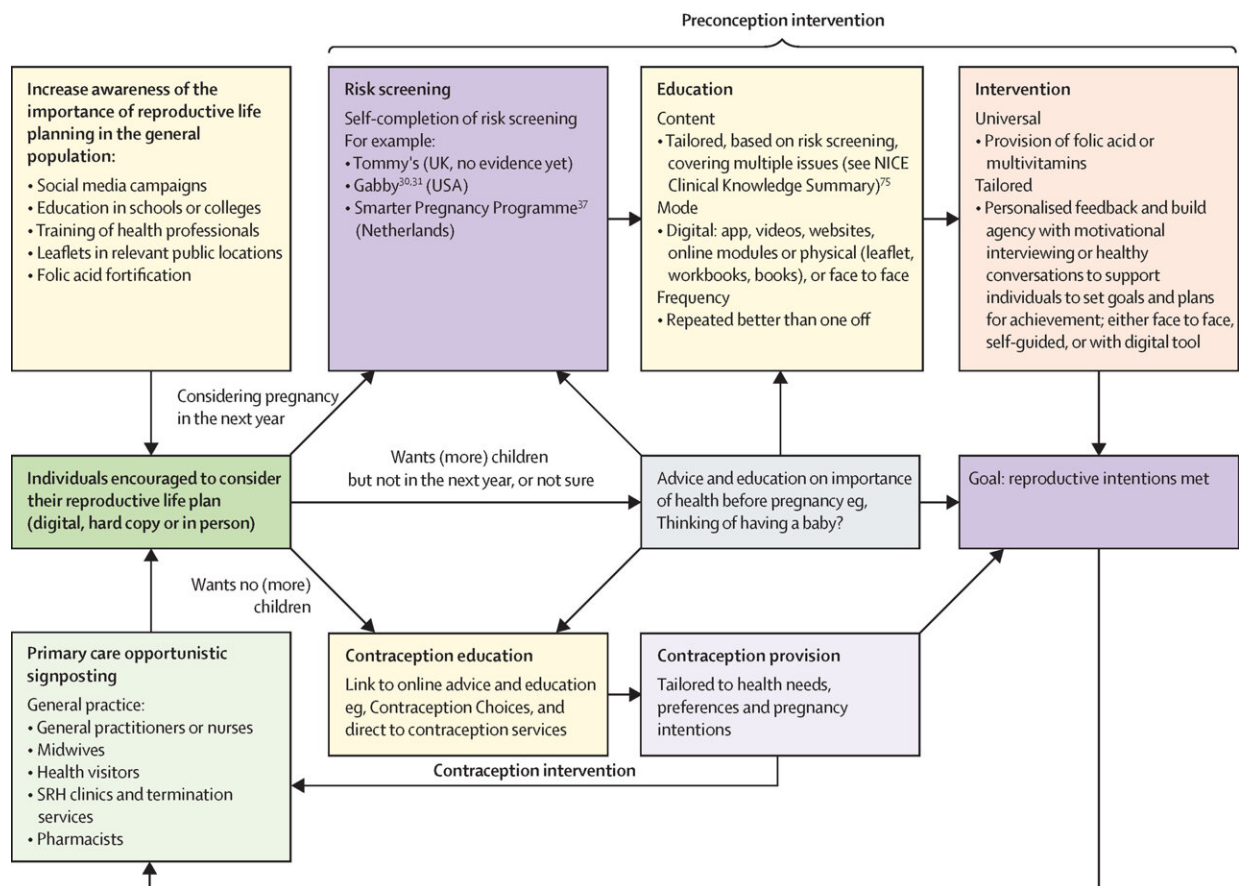 Preconception intervention
Increase awareness of the
importance of reproductive life
planning in the general
population:
• Social media campaigns
• Education in schools or colleges
• Training of health professionals
• Leaflets in relevant public locations
• Folic acid fortification
Risk screening
Self-completion of risk screening
For example:
• Tommy's (UK, no evidence yet)
• Gabby30,31 (USA)
• Smarter Pregnancy Programme37
(Netherlands)
Education
Content
• Tailored, based on risk screening,
covering multiple issues (see NICE
Clinical Knowledge Summary)75
Mode
• Digital: app, videos, websites,
online modules or physical (leaflet,
workbooks, books), or face to face
Frequency
• Repeated better than one off
Intervention
Universal
• Provision of folic acid or
multivitamins
Tailored
• Personalised feedback and build
agency with motivational
interviewing or healthy
conversations to support
individuals to set goals and plans
for achievement; either face to face,
self-guided, or with digital tool
Considering pregnancy
in the next year
Individuals encouraged to consider
their reproductive life plan
(digital, hard copy or in person)
Wants (more) children
but not in the next year, or not sure
Advice and education on importance
of health before pregnancy eg,
Thinking of having a baby?
Goal: reproductive intentions met
Wants no (more)
children
Primary care opportunistic
signposting
General practice:
• General practitioners or nurses
• Midwives
• Health visitors
• SRH clinics and termination
services
• Pharmacists
Contraception education
Link to online advice and education
eg, Contraception Choices, and
direct to contraception services
Contraception provision
Tailored to health needs,
preferences and pregnancy
intentions
Contraception intervention